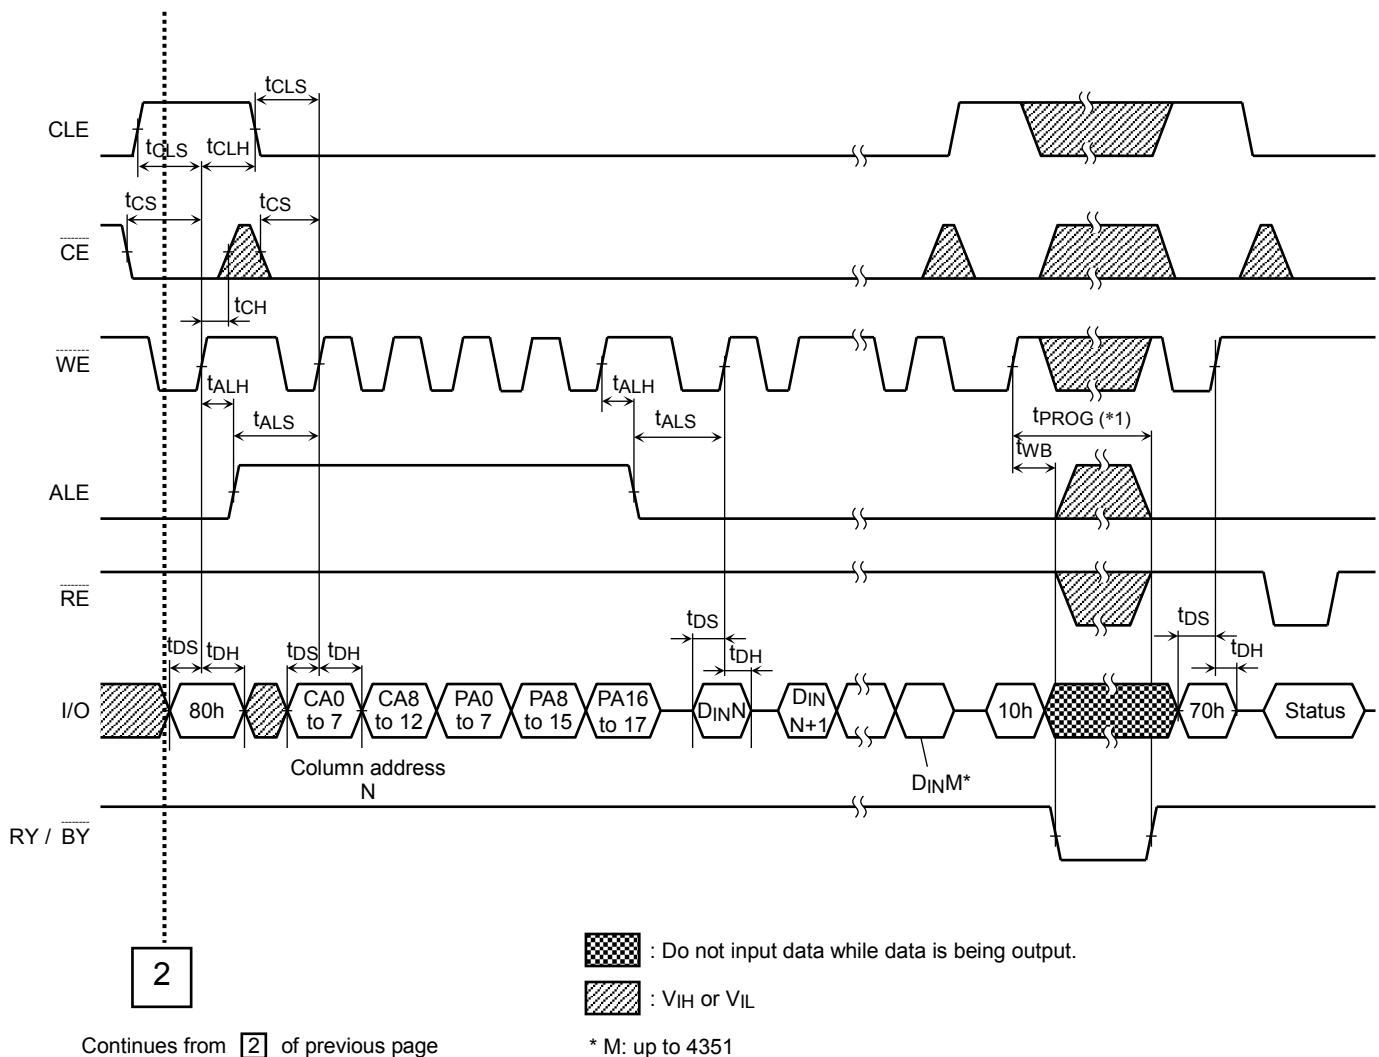 tCLS
CLE
tCLS
tCLH
tCS
tCS
CE
tCH
WE
tALH
tALH
tALS
tALS
tPROG (*1)
tWB
ALE
RE
tDS
tDH
tDS
tDH
tDS
tDH
tDS
tDH
I/O
80h
CA0 to 7
CA8 to 12
PA0 to 7
PA8 to 15
PA16 to 17
DINN
DIN N+1
10h
70h
Status
Column address
N
DINM*
RY / BY
2
: Do not input data while data is being output.
: VIH or VIL
Continues from 2 of previous page
* M: up to 4351